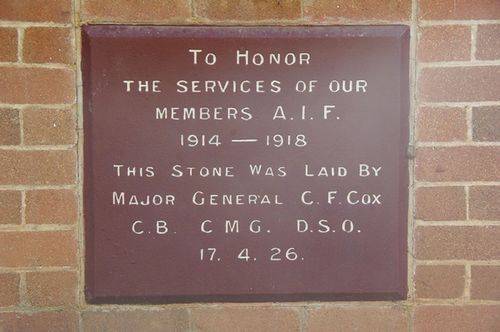 To Honor
THE SERVICES OF OUR
MEMBERS A.I.F.
1914 — 1918
THIS STONE WAS LAID BY
MAJOR GENERAL C.F.COX
C.B. C M G. D.S.O.
17. 4. 26.